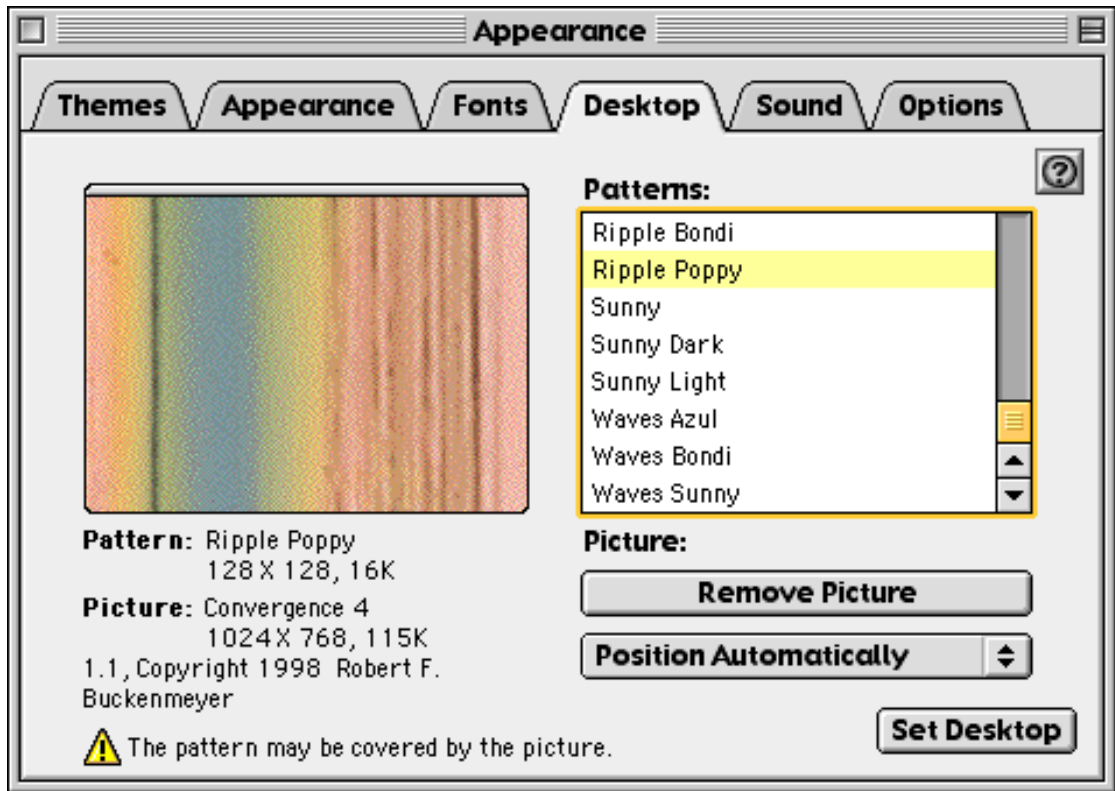 Appearance
Themes
Appearance
Fonts
Desktop
Sound
Options
?
Patterns:
Ripple Bondi
Ripple Poppy
Sunny
Sunny Dark
Sunny Light
Waves Azul
Waves Bondi
Waves Sunny
Pattern: Ripple Poppy
128 X 128, 16K
Picture: Convergence 4
1024 X 768, 115K
1.1, Copyright 1998 Robert F.
Buckenmeyer
The pattern may be covered by the picture.
Picture:
Remove Picture
Position Automatically
Set Desktop